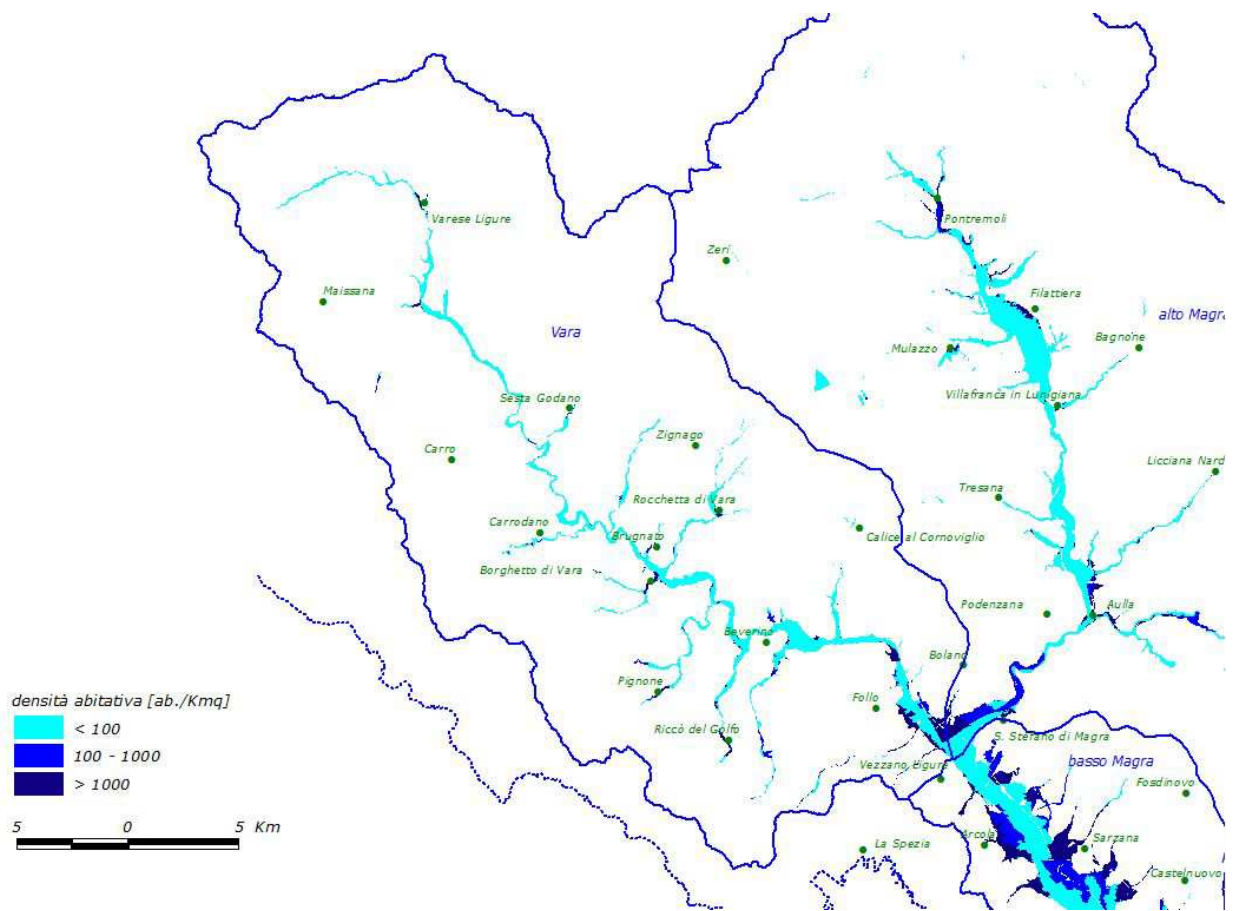 Varese Ligure
Pontremoli
Zeri
Maissana
Filattiera
alto Magra
Vara
Bagnone
Mulazzo
Villafranca in Lunigiana
Sesta Godano
Zignago
Carro
Licciana Nard
Tresana
Rocchetta di Vara
Carrodano
Brugnato
Calice al Cornoviglio
Borghetto di Vara
Podenzana
Aulla
Beverino
Bolano
Pignone
Follo
densità abitativa [ab./Kmq]
< 100
100 - 1000
> 1000
Riccò del Golfo
S. Stefano di Magra
Vezzano Ligure
basso Magra
Fosdinovo
5 0 5 Km
La Spezia
Arcola
Sarzana
Castelnuovo